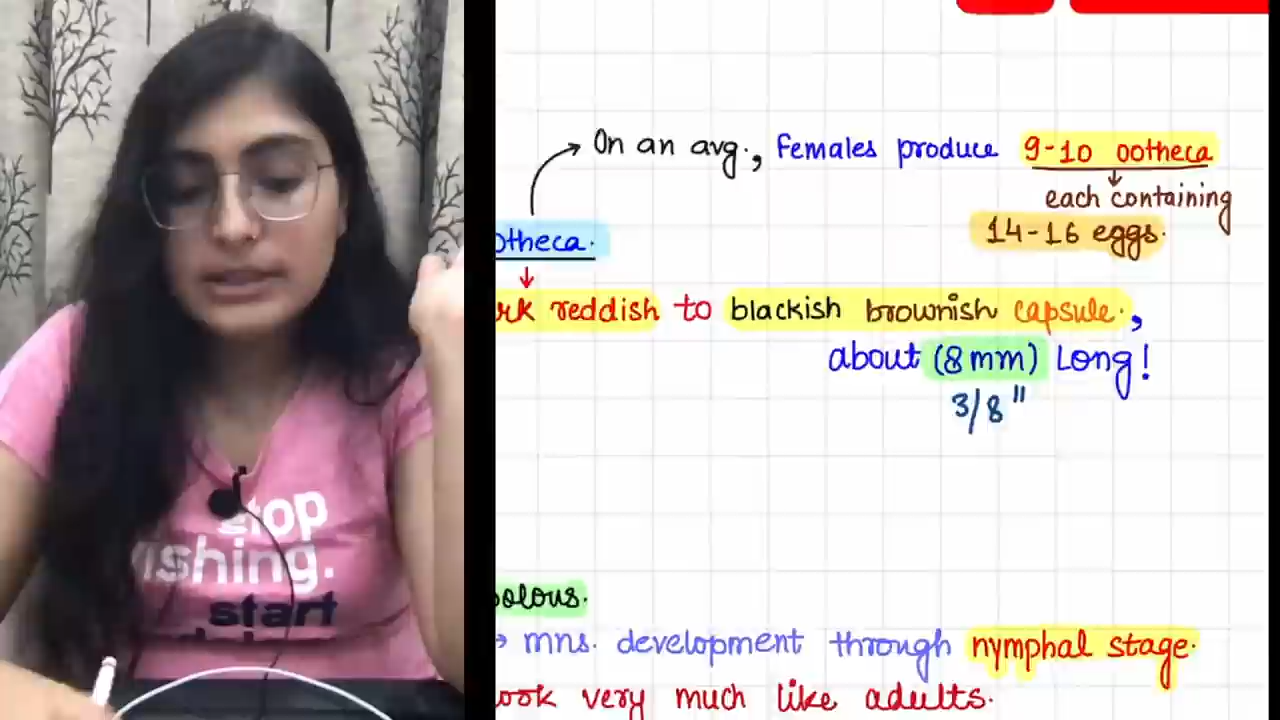 stop
ishing.
start
On an avg., Females produce 9-10 ootheca
each containing
14-16 eggs.
otheca.
rk reddish to blackish brownish capsule.,
about (8mm) Long!
3/8"
olous.
→ mns. development through nymphal stage.
ook very much like adults.